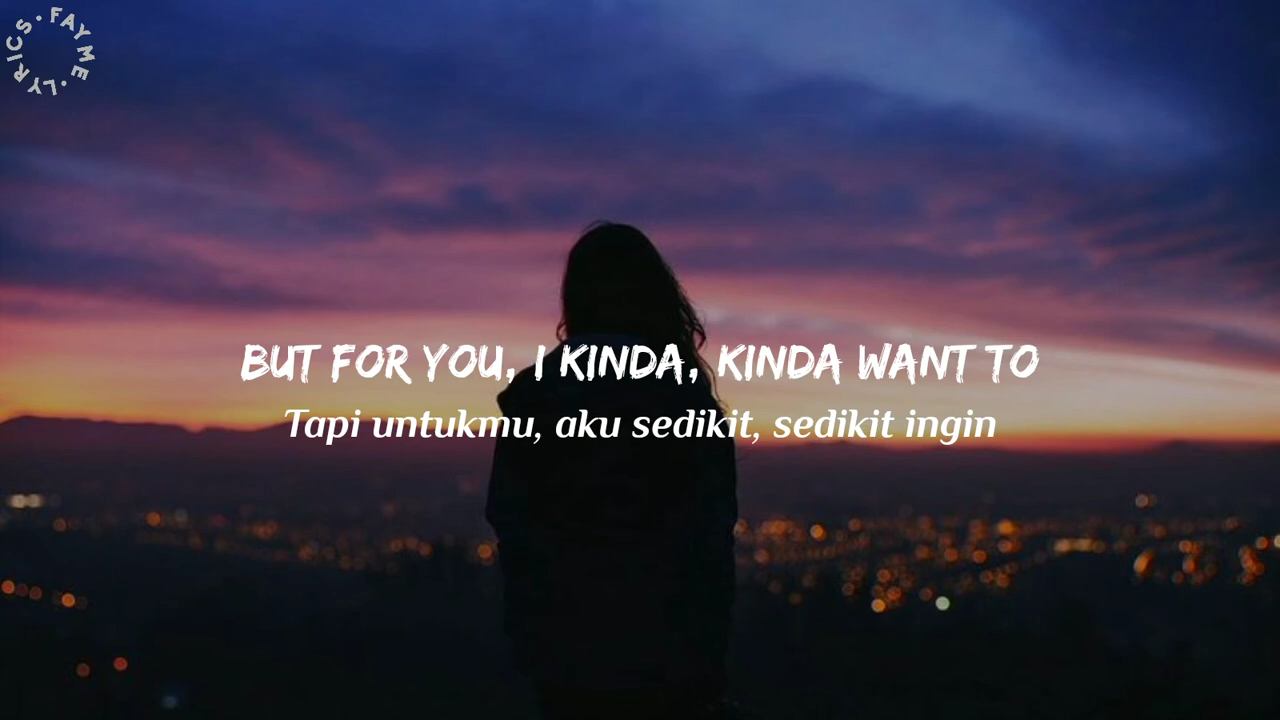 FAYME • LYRICS •
BUT FOR YOU, I KINDA, KINDA WANT TO
Tapi untukmu, aku sedikit, sedikit ingin